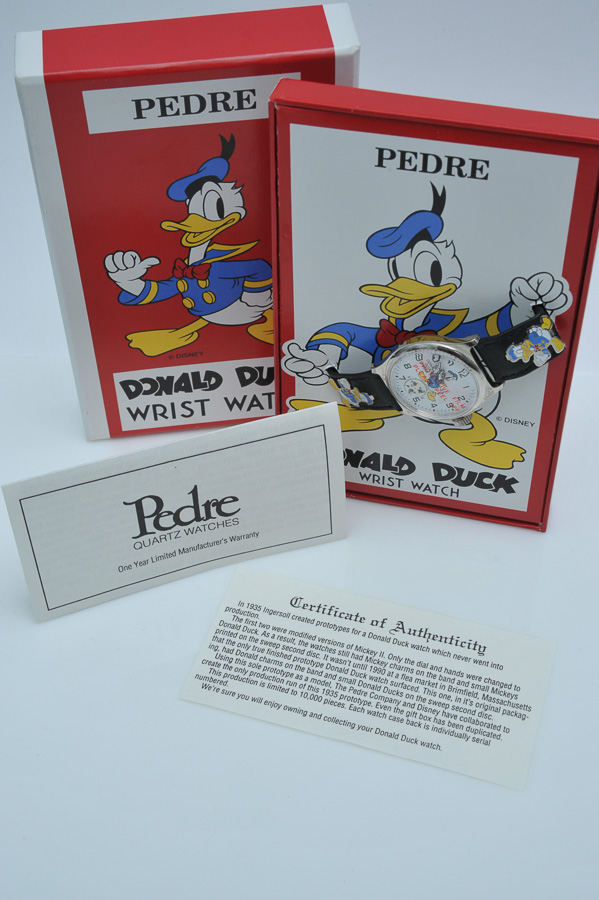 PEDRE
© DISNEY
DONALD DU
WRIST WAT
PEDRE
© DISNEY
NALD DUCK
WRIST WATCH
Pedre
QUARTZ WATCHES
One Year Limited Manufacturer's Warranty
Certificate of Authenticity
In 1935 Ingersoll created prototypes for a Donald Duck watch which never went into
production.
The first two were modified versions of Mickey II. Only the dial and hands were changed to
Donald Duck. As a result, the watches still had Mickey charms on the band and small Mickeys
printed on the sweep second disc. It wasn't until 1990 at a flea market in Brimfield, Massachusetts
that the only true finished prototype Donald Duck watch surfaced. This one, in it's original packag-
ing, had Donald charms on the band and small Donald Ducks on the sweep second disc.
Using this sole prototype as a model, The Pedre Company and Disney have collaborated to
create the only production run of this 1935 prototype. Even the gift box has been duplicated.
This production is limited to 10,000 pieces. Each watch case back is individually serial
numbered.
We're sure you will enjoy owning and collecting your Donald Duck watch.